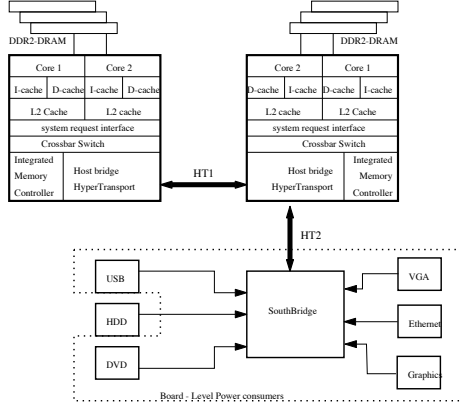 DDR2-DRAM
Core 1 Core 2
I-cache D-cache I-cache D-cache
L2 Cache L2 cache
system request interface
Crossbar Switch
Integrated
Memory
Controller
Host bridge
HyperTransport
HT1
DDR2-DRAM
Core 2 Core 1
D-cache I-cache D-cache I-cache
L2 cache L2 Cache
system request interface
Crossbar Switch
Host bridge
HyperTransport
Integrated
Memory
Controller
HT2
USB
HDD
DVD
SouthBridge
VGA
Ethernet
Graphics
Board - Level Power consumers